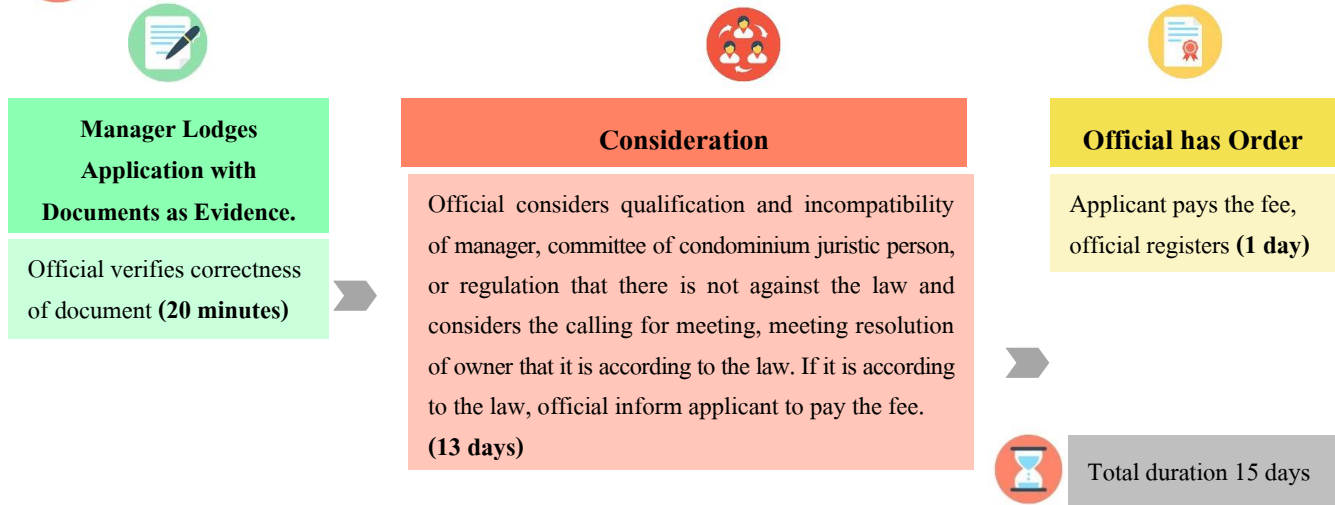 Manager Lodges
Application with
Documents as Evidence.
Official verifies correctness
of document (20 minutes)
Consideration
Official considers qualification and incompatibility
of manager, committee of condominium juristic person,
or regulation that there is not against the law and
considers the calling for meeting, meeting resolution
of owner that it is according to the law. If it is according
to the law, official inform applicant to pay the fee.
(13 days)
Official has Order
Applicant pays the fee,
official registers (1 day)
Total duration 15 days